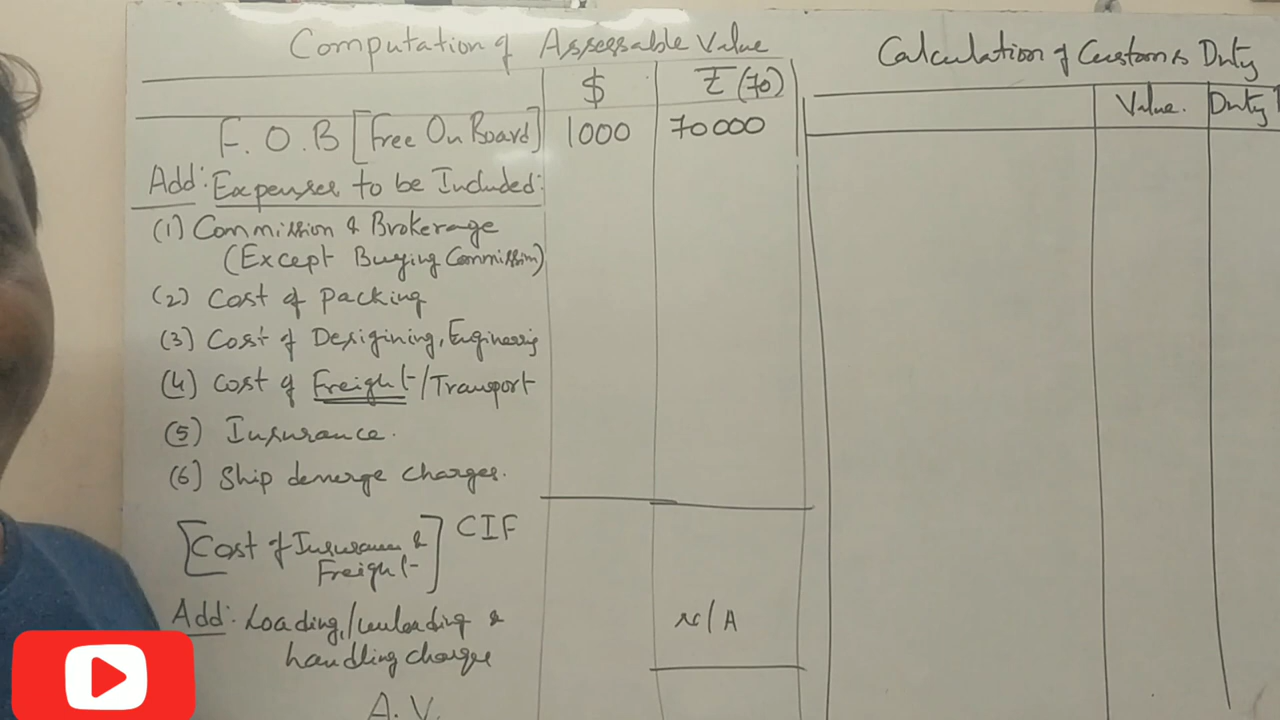 Computation of Assessable Value
$ ₹ (70)
F.O.B [Free On Board] 1000 70000
Add: Expenses to be Included:
(1) Commission & Brokerage
(Except Buying Commission)
(2) Cost of Packing
(3) Cost of Desigining, Engineering
(4) Cost of Freight/Transport
(5) Insurance.
(6) Ship demerge charges.
[Cost of Insurance & Freight] CIF
Add: Loading/unloading &
handling charges
N/A
A.V.
Calculation of Customs Duty
Value. Duty